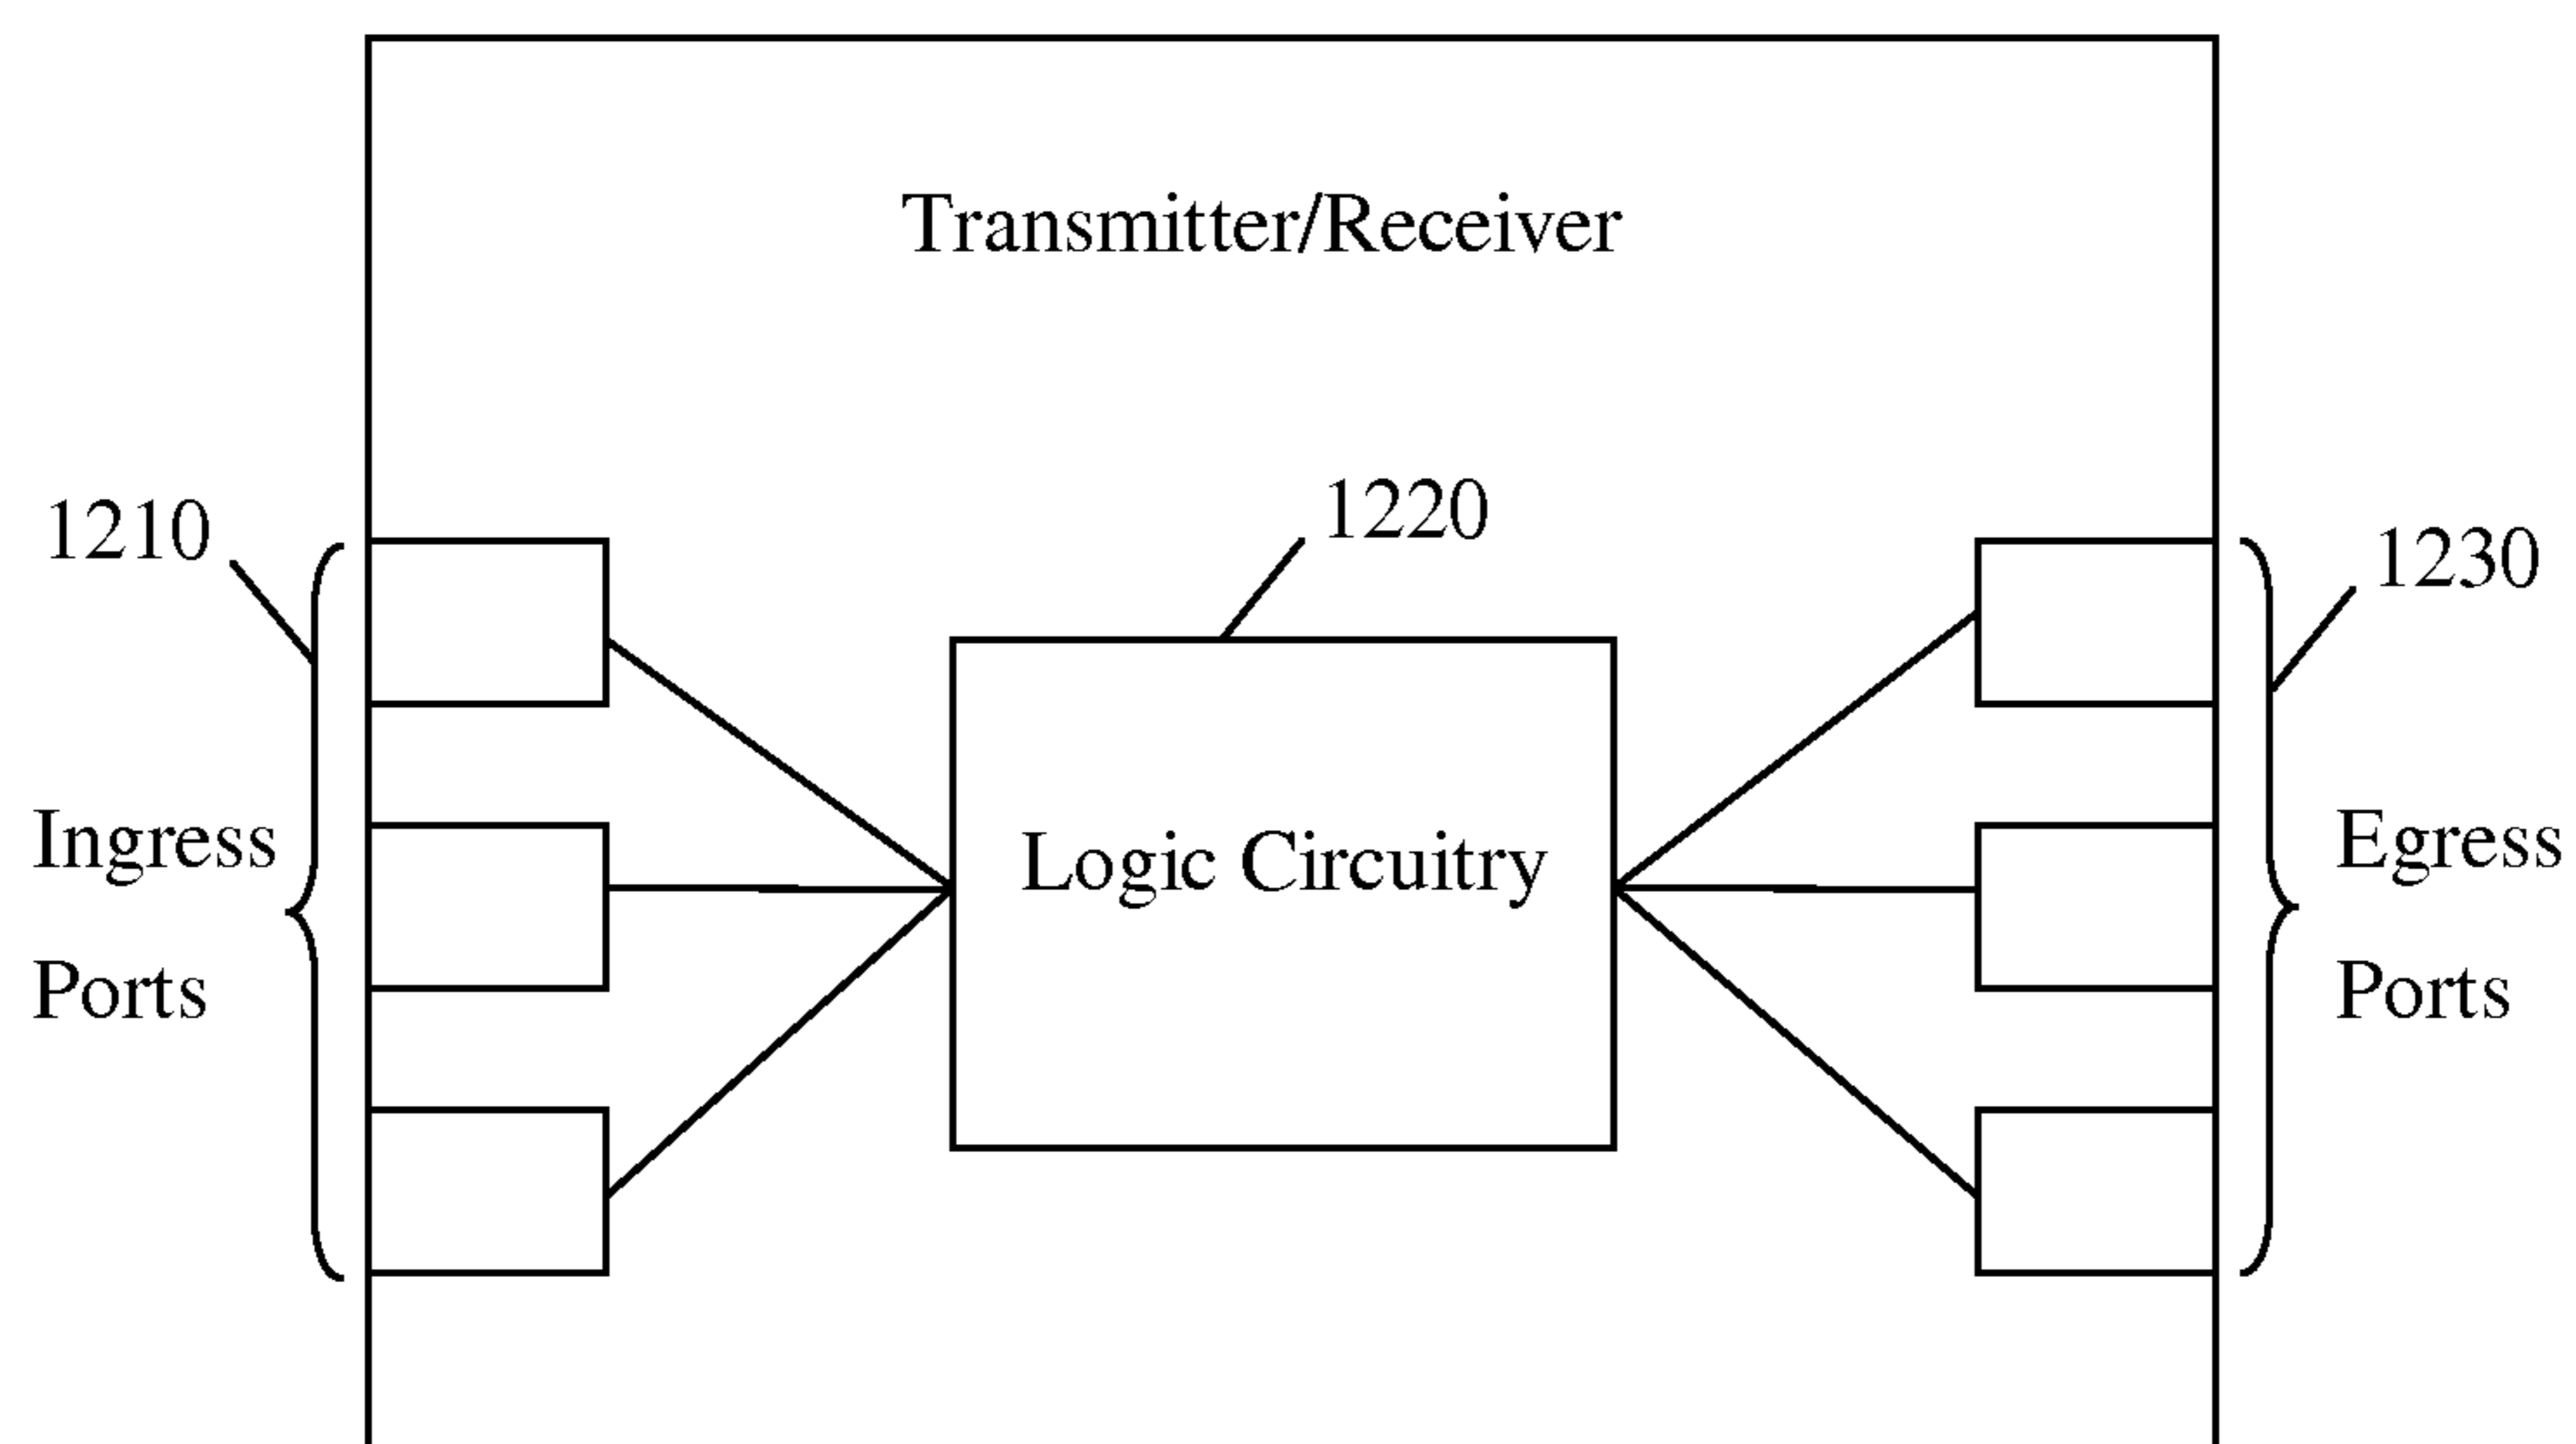 Transmitter/Receiver
1210
1220
1230
Ingress
Ports
Logic Circuitry
Egress
Ports